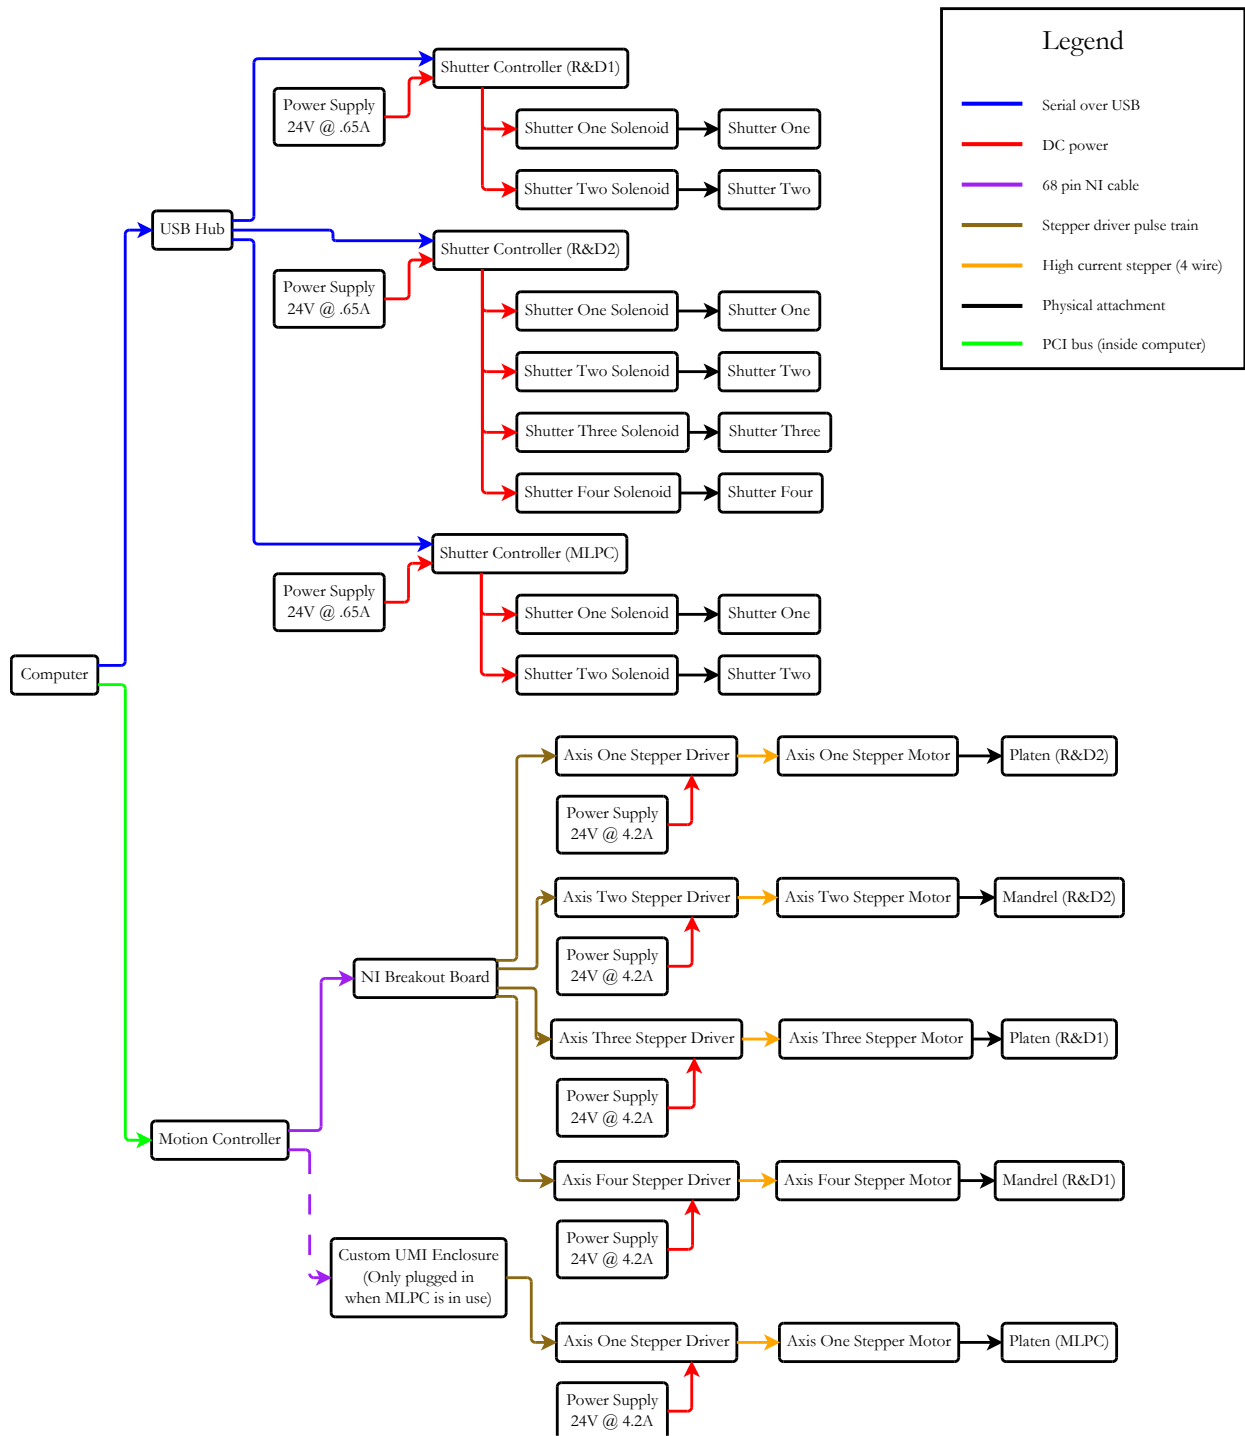 Legend
Serial over USB
DC power
68 pin NI cable
Stepper driver pulse train
High current stepper (4 wire)
Physical attachment
PCI bus (inside computer)
Shutter Controller (R&D1)
Power Supply
24V @ .65A
Shutter One Solenoid
Shutter One
Shutter Two Solenoid
Shutter Two
USB Hub
Shutter Controller (R&D2)
Power Supply
24V @ .65A
Shutter One Solenoid
Shutter One
Shutter Two Solenoid
Shutter Two
Shutter Three Solenoid
Shutter Three
Shutter Four Solenoid
Shutter Four
Shutter Controller (MLPC)
Power Supply
24V @ .65A
Shutter One Solenoid
Shutter One
Shutter Two Solenoid
Shutter Two
Computer
Axis One Stepper Driver
Axis One Stepper Motor
Platen (R&D2)
Power Supply
24V @ 4.2A
Axis Two Stepper Driver
Axis Two Stepper Motor
Mandrel (R&D2)
Power Supply
24V @ 4.2A
NI Breakout Board
Axis Three Stepper Driver
Axis Three Stepper Motor
Platen (R&D1)
Power Supply
24V @ 4.2A
Motion Controller
Axis Four Stepper Driver
Axis Four Stepper Motor
Mandrel (R&D1)
Power Supply
24V @ 4.2A
Custom UMI Enclosure
(Only plugged in
when MLPC is in use)
Axis One Stepper Driver
Axis One Stepper Motor
Platen (MLPC)
Power Supply
24V @ 4.2A